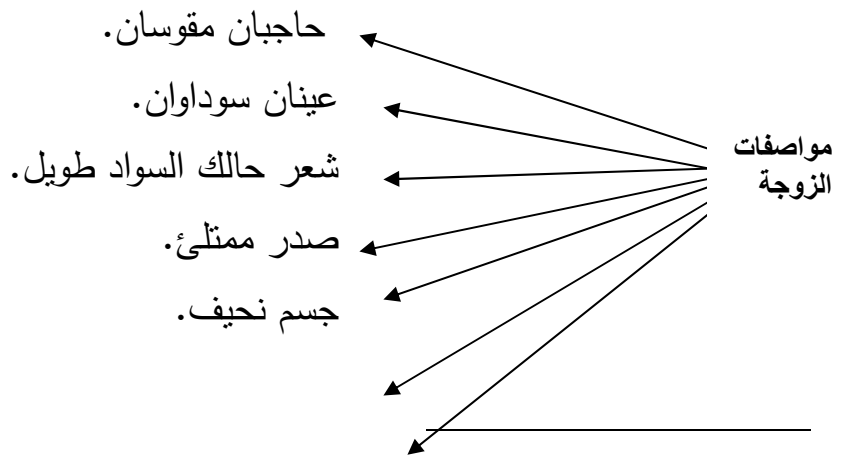 مواصفات
الزوجة
حاجبان مقوسان.
عينان سوداوان.
شعر حالك السواد طويل.
صدر ممتلئ.
جسم نحيف.